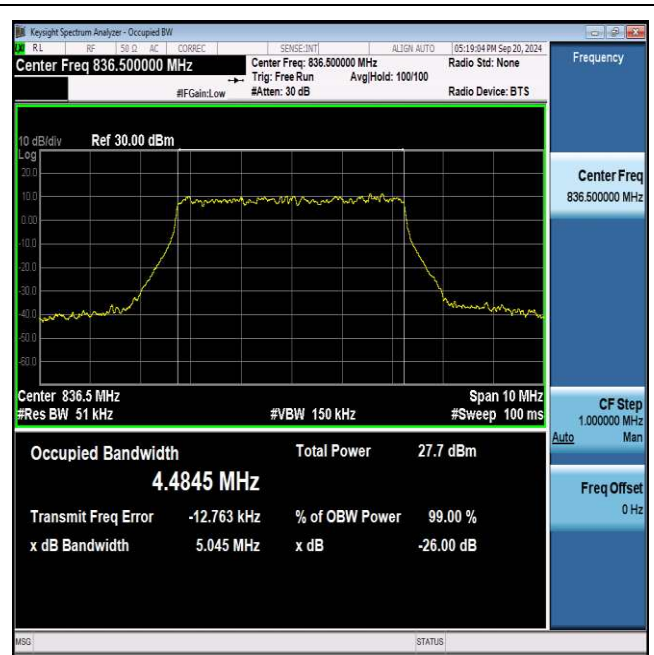 Keysight Spectrum Analyzer - Occupied BW
RL RF 50 Ω AC CORREC SENSE:INT ALIGN AUTO 05:19:04 PM Sep 20, 2024
Center Freq 836.500000 MHz
Center Freq: 836.500000 MHz
Radio Std: None
Trig: Free Run
Avg|Hold: 100/100
#IFGain:Low
#Atten: 30 dB
Radio Device: BTS
10 dB/div
Ref 30.00 dBm
Log
20.0
10.0
0.00
-10.0
-20.0
-30.0
-40.0
-50.0
-60.0
Center 836.5 MHz
Span 10 MHz
#Res BW 51 kHz
#VBW 150 kHz
#Sweep 100 ms
Occupied Bandwidth
Total Power 27.7 dBm
4.4845 MHz
Transmit Freq Error -12.763 kHz
% of OBW Power 99.00 %
x dB Bandwidth 5.045 MHz
x dB -26.00 dB
Frequency
Center Freq
836.500000 MHz
CF Step
1.000000 MHz
Auto Man
Freq Offset
0 Hz
MSG
STATUS